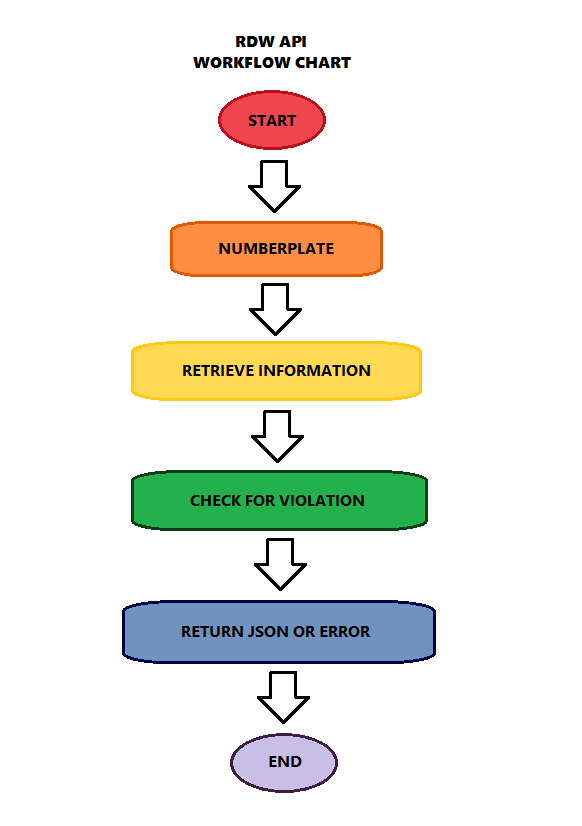 RDW API
WORKFLOW CHART
START
NUMBERPLATE
RETRIEVE INFORMATION
CHECK FOR VIOLATION
RETURN JSON OR ERROR
END